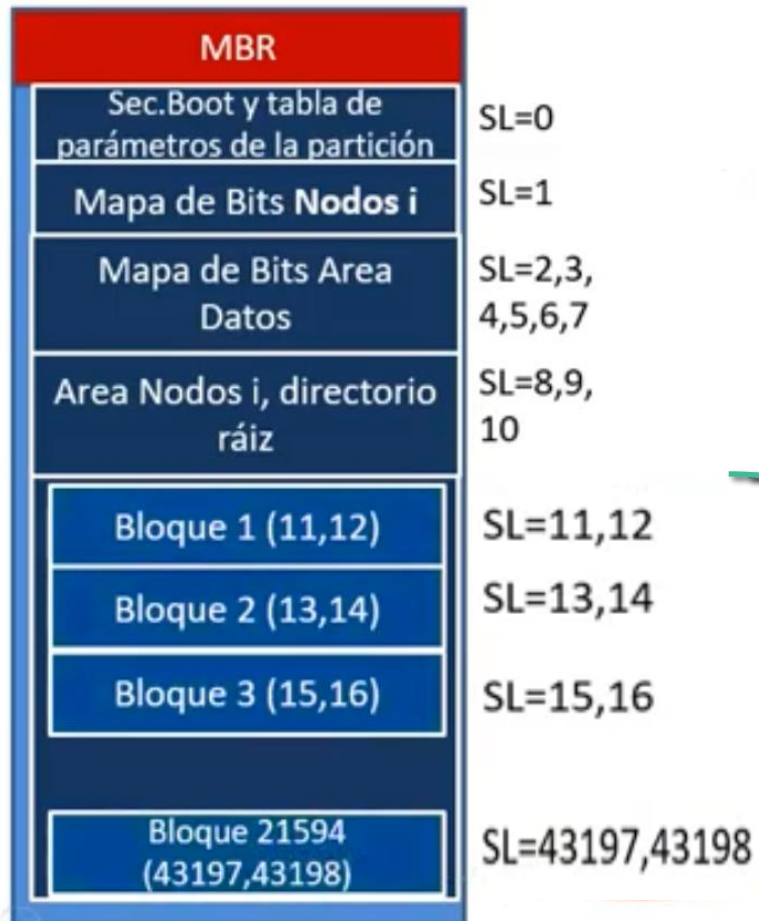 MBR
Sec.Boot y tabla de
parámetros de la partición
SL=0
Mapa de Bits Nodos i
SL=1
Mapa de Bits Area
Datos
SL=2,3,
4,5,6,7
Area Nodos i, directorio
ráiz
SL=8,9,
10
Bloque 1 (11,12)
SL=11,12
Bloque 2 (13,14)
SL=13,14
Bloque 3 (15,16)
SL=15,16
Bloque 21594
(43197,43198)
SL=43197,43198